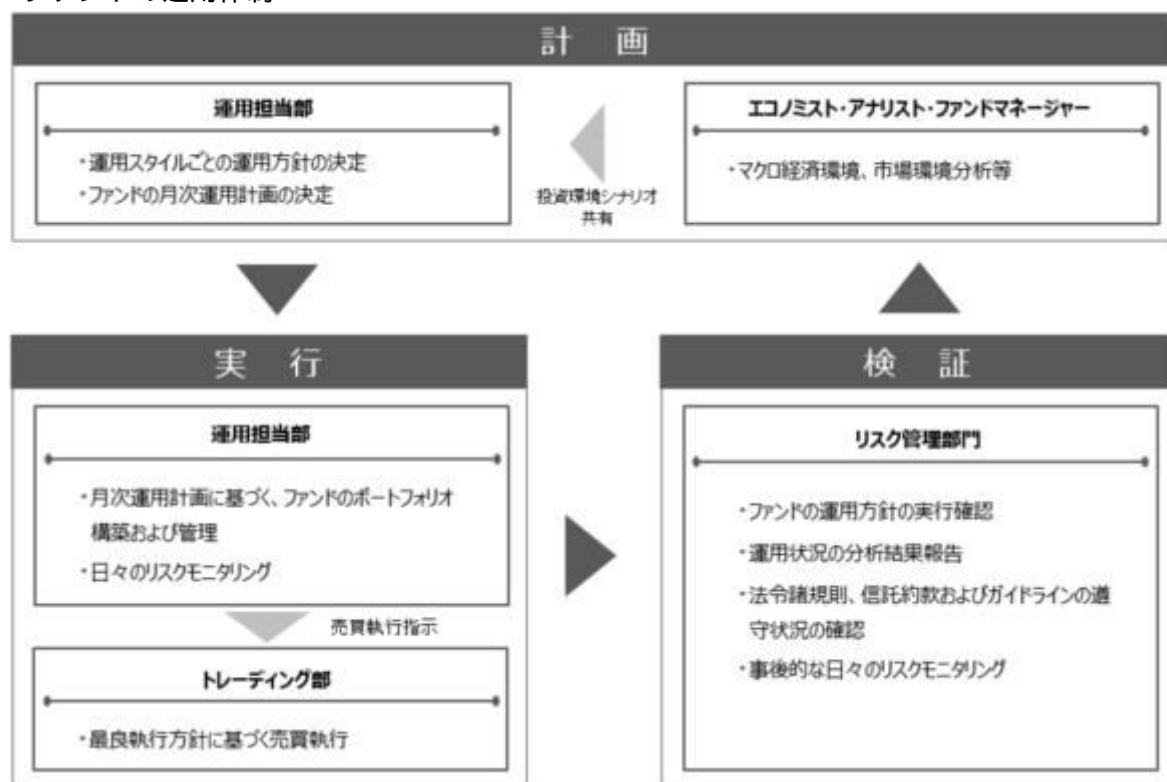 計 画
運用担当部
・運用スタイルごとの運用方針の決定
・ファンドの月次運用計画の決定
投資環境シナリオ
共有
エコノミスト・アナリスト・ファンドマネージャー
・マクロ経済環境、市場環境分析等
実 行
運用担当部
・月次運用計画に基づく、ファンドのポートフォリオ
構築および管理
・日々のリスクモニタリング
売買執行指示
トレーディング部
・最良執行方針に基づく売買執行
検 証
リスク管理部門
・ファンドの運用方針の実行確認
・運用状況の分析結果報告
・法令諸規則、信託約款およびガイドラインの遵
守状況の確認
・事後的な日々のリスクモニタリング